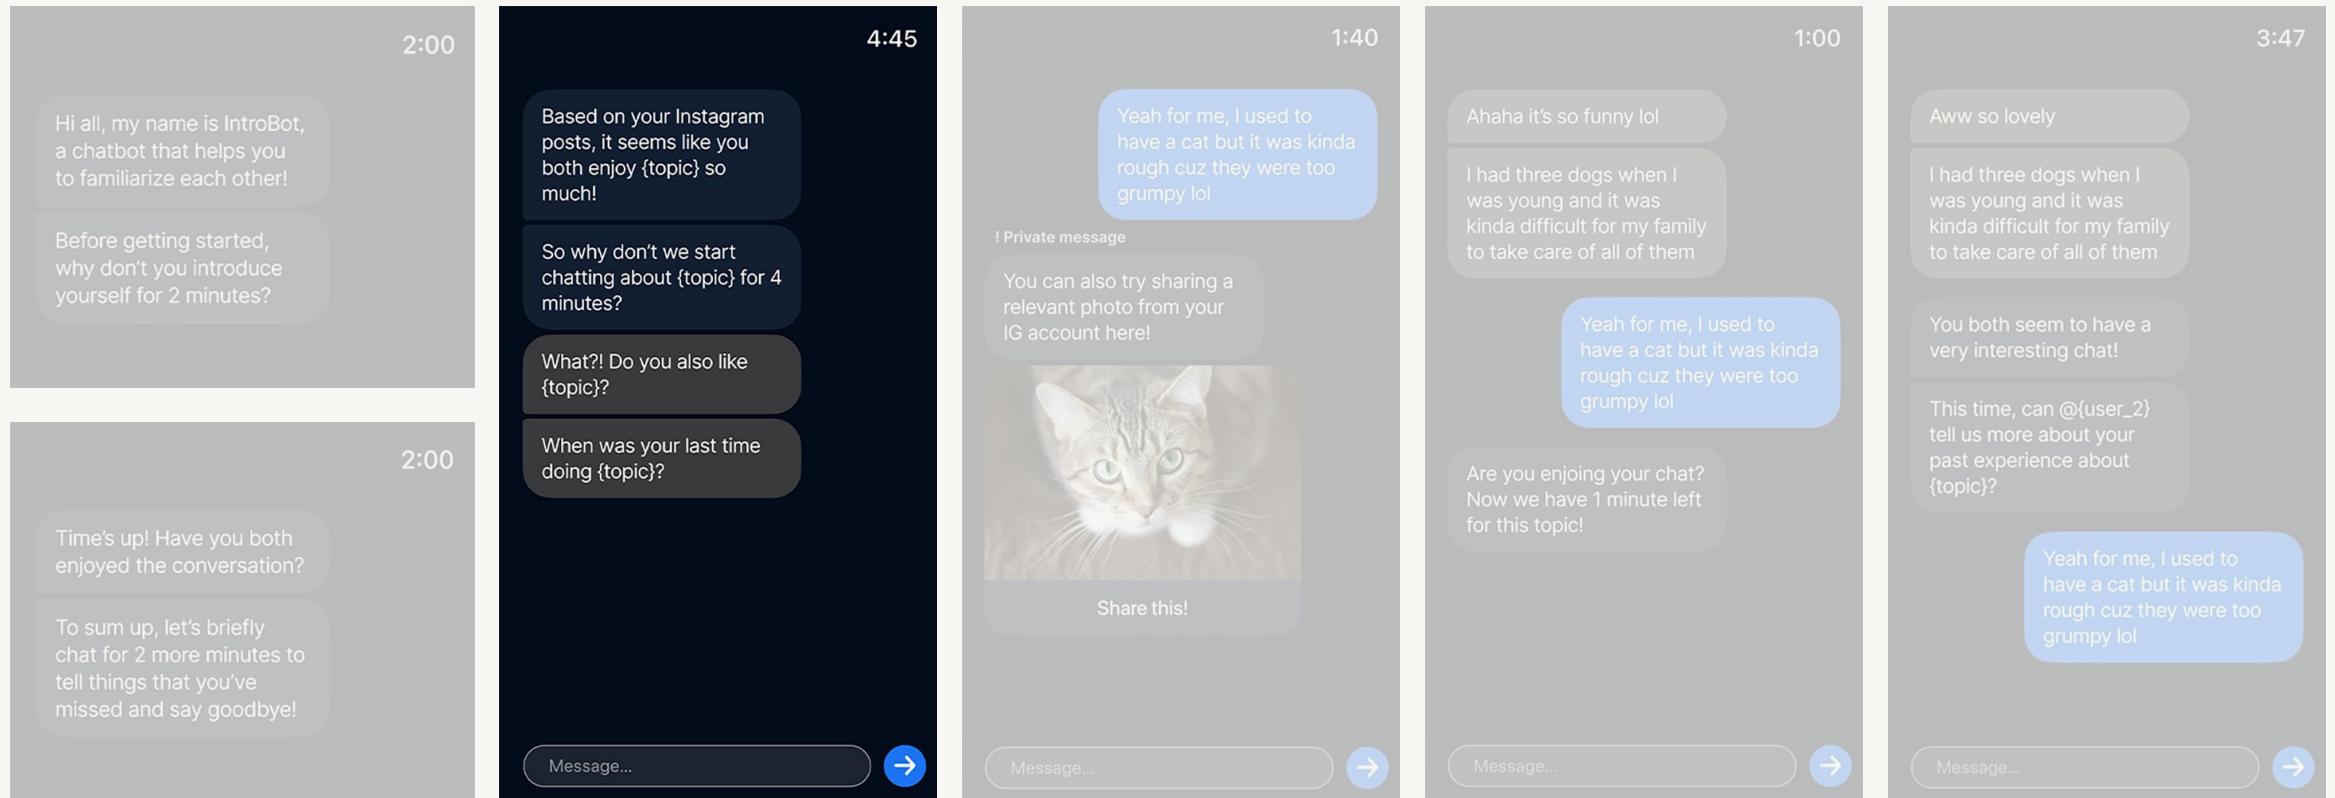 2:00
Hi all, my name is IntroBot,
a chatbot that helps you
to familiarize each other!
Before getting started,
why don't you introduce
yourself for 2 minutes?
2:00
Time's up! Have you both
enjoyed the conversation?
To sum up, let's briefly
chat for 2 more minutes to
tell things that you've
missed and say goodbye!
4:45
Based on your Instagram
posts, it seems like you
both enjoy {topic} so
much!
So why don't we start
chatting about {topic} for 4
minutes?
What?! Do you also like
{topic}?
When was your last time
doing {topic}?
Message...
1:40
Yeah for me, I used to
have a cat but it was kinda
rough cuz they were too
grumpy lol
! Private message
You can also try sharing a
relevant photo from your
IG account here!
Share this!
Message...
1:00
Ahaha it's so funny lol
I had three dogs when I
was young and it was
kinda difficult for my family
to take care of all of them
Yeah for me, I used to
have a cat but it was kinda
rough cuz they were too
grumpy lol
Are you enjoing your chat?
Now we have 1 minute left
for this topic!
Message...
3:47
Aww so lovely
I had three dogs when I
was young and it was
kinda difficult for my family
to take care of all of them
You both seem to have a
very interesting chat!
This time, can @{user_2}
tell us more about your
past experience about
{topic}?
Yeah for me, I used to
have a cat but it was kinda
rough cuz they were too
grumpy lol
Message...